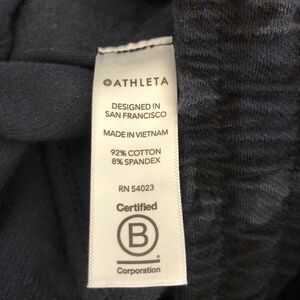 ATHLETA
DESIGNED IN
SAN FRANCISCO
MADE IN VIETNAM
92% COTTON
8% SPANDEX
RN 54023
Certified
B
Corporation